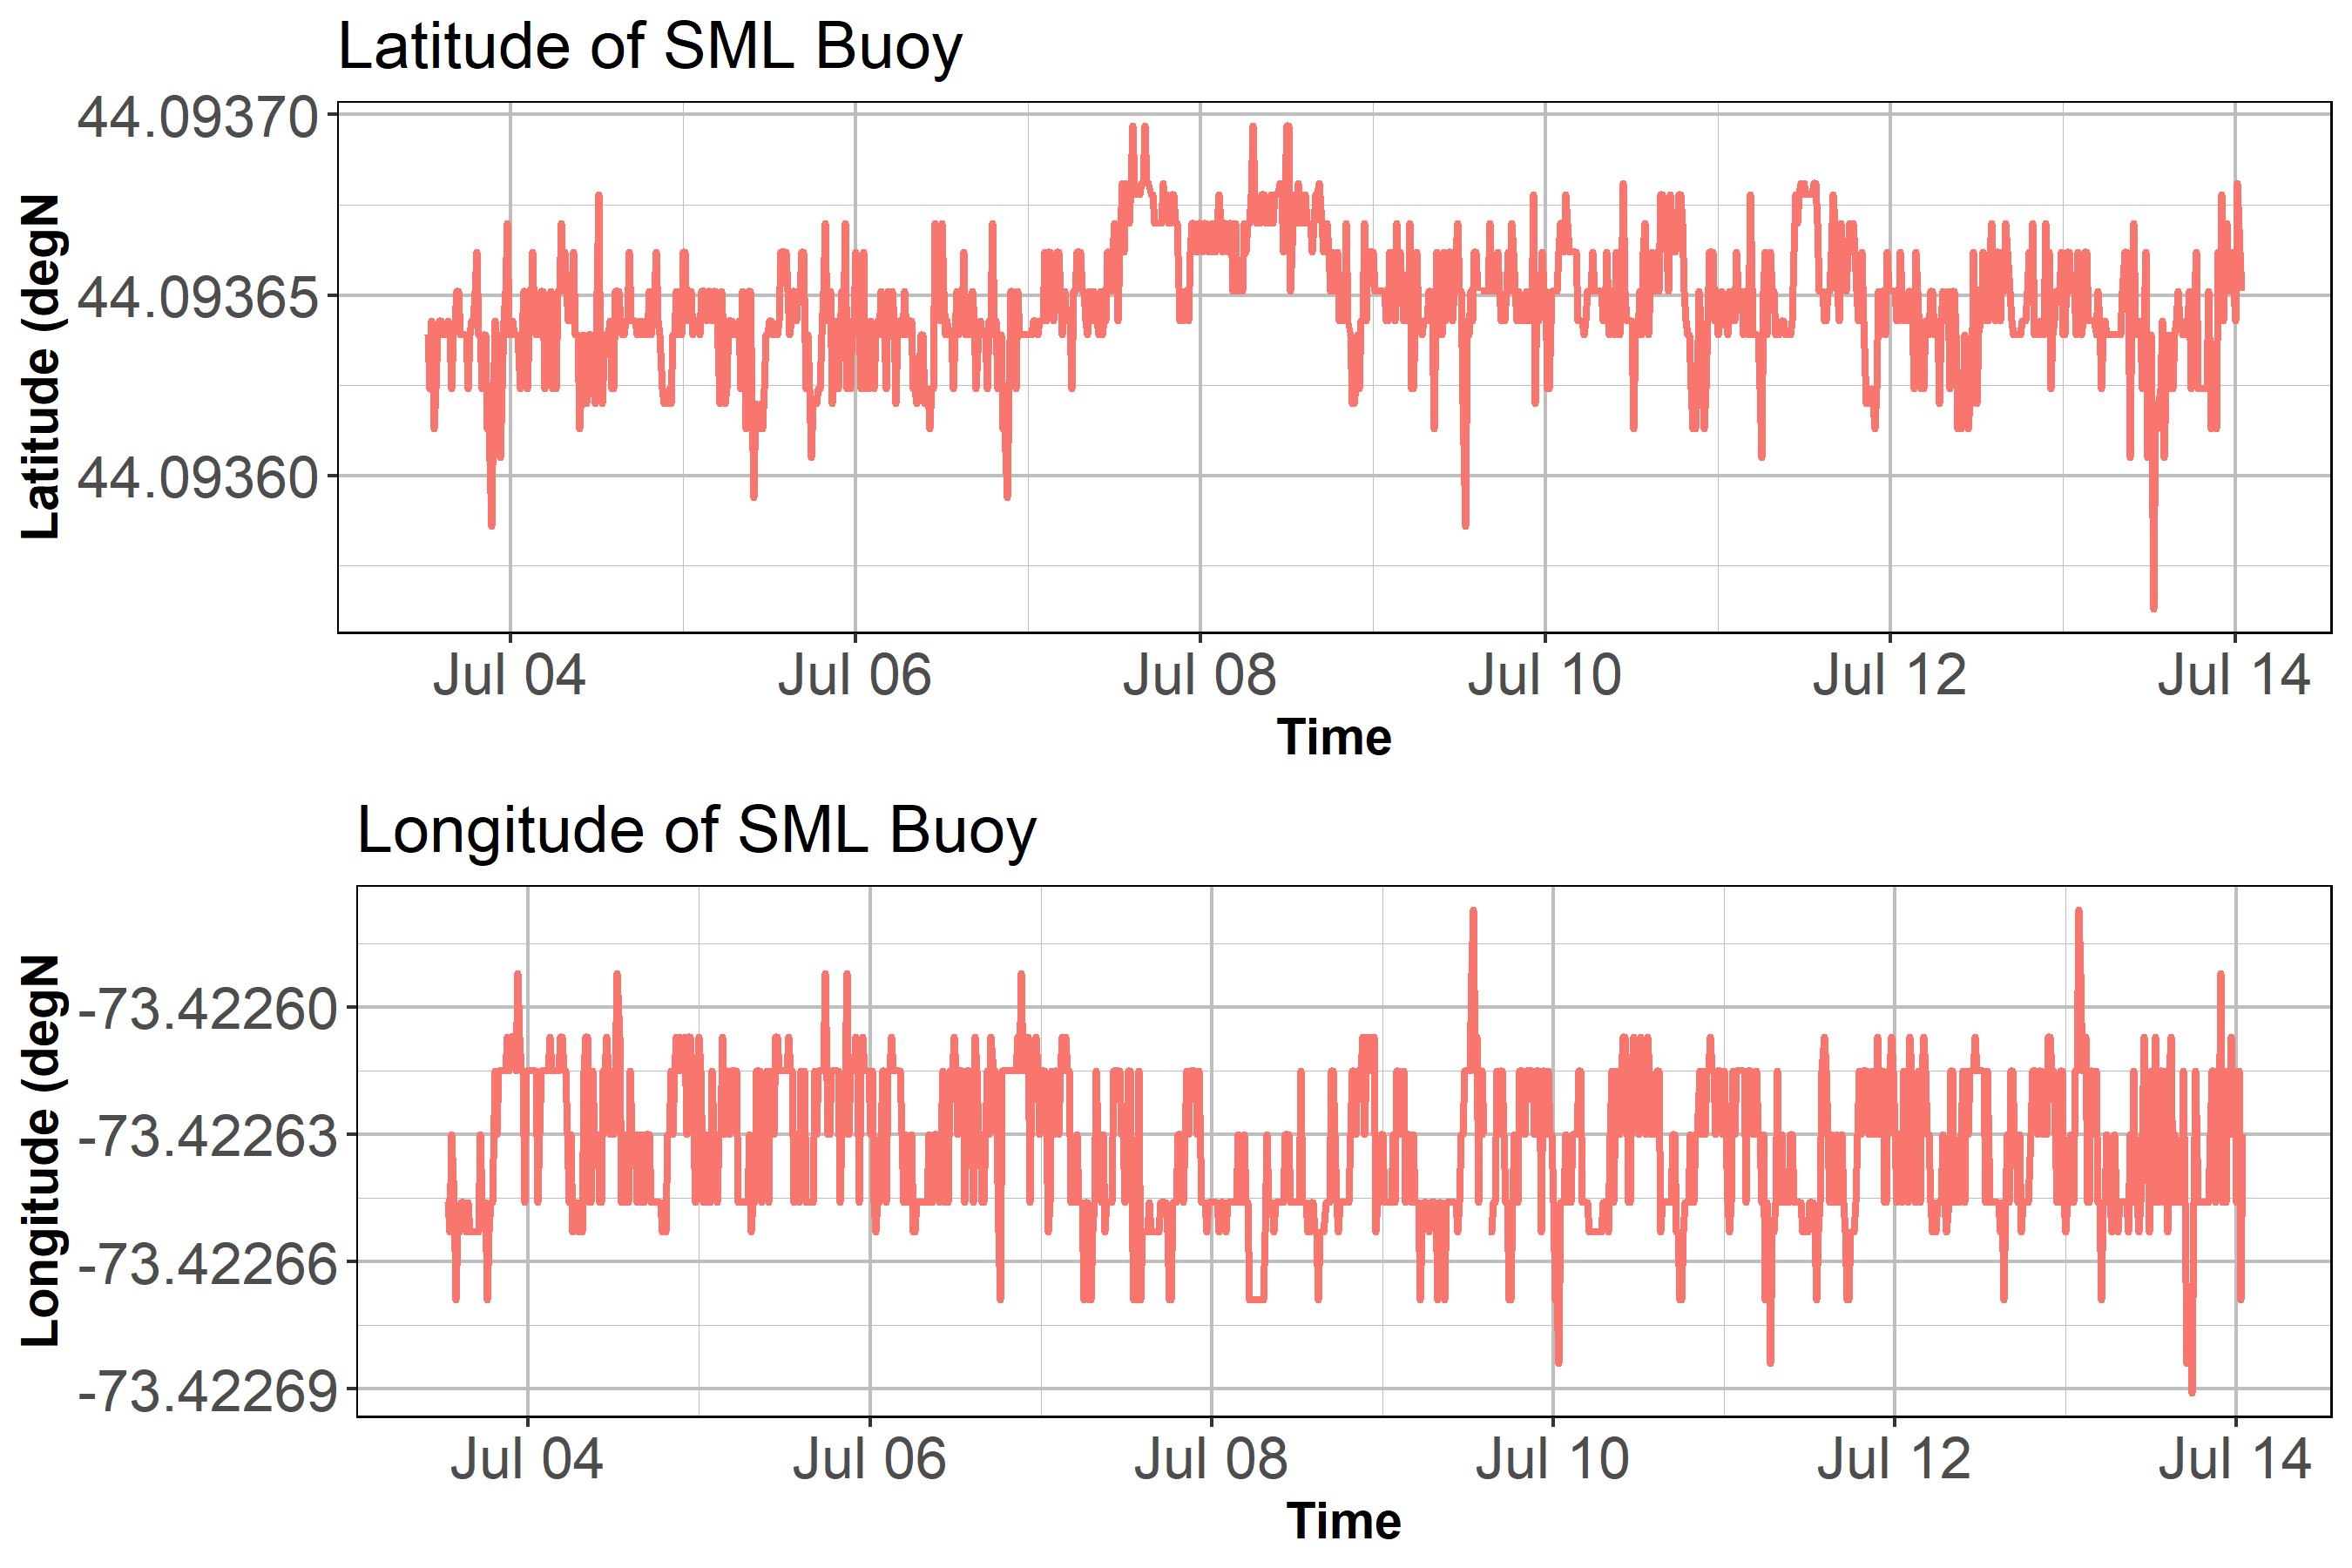 Latitude of SML Buoy
Latitude (degN
44.09370
44.09365
44.09360
Jul 04 Jul 06 Jul 08 Jul 10 Jul 12 Jul 14
Time
Longitude of SML Buoy
Longitude (degN
-73.42260
-73.42263
-73.42266
-73.42269
Jul 04 Jul 06 Jul 08 Jul 10 Jul 12 Jul 14
Time